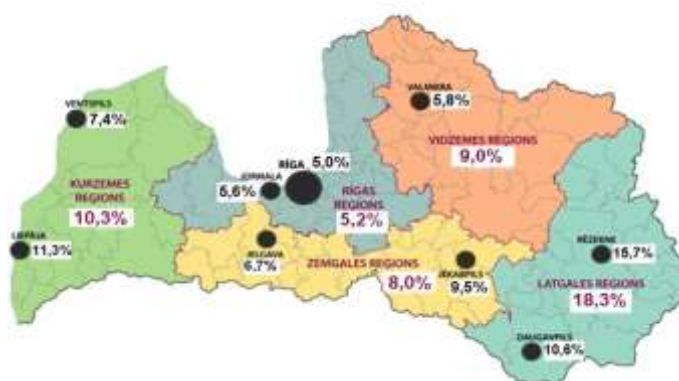 VALMIERA
5,8%
VENTSPILS
7,4%
VIDZEMES REGIONS
9,0%
RĪGA
5,0%
JŪRMALA
5,6%
KURZEMES
REGIONS
10,3%
RĪGAS
REGIONS
5,2%
LIEPĀJA
11,3%
JELGAVA
6,7%
ZEMGALES REGIONS
8,0%
JĒKABPILS
9,5%
RĒZEKNE
15,7%
LATGALES REGIONS
18,3%
DAUGAVPILS
10,6%